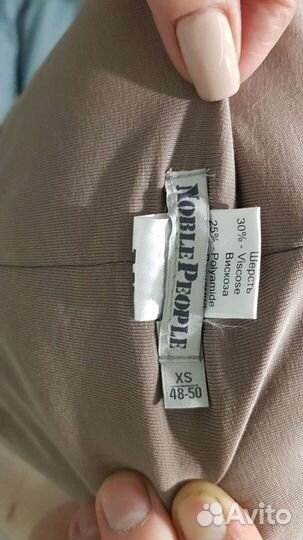 NOBLE PEOPLE
XS
48-50
Шерсть
30% - Viscose
Вискоза
25% - Polyamide
Avito